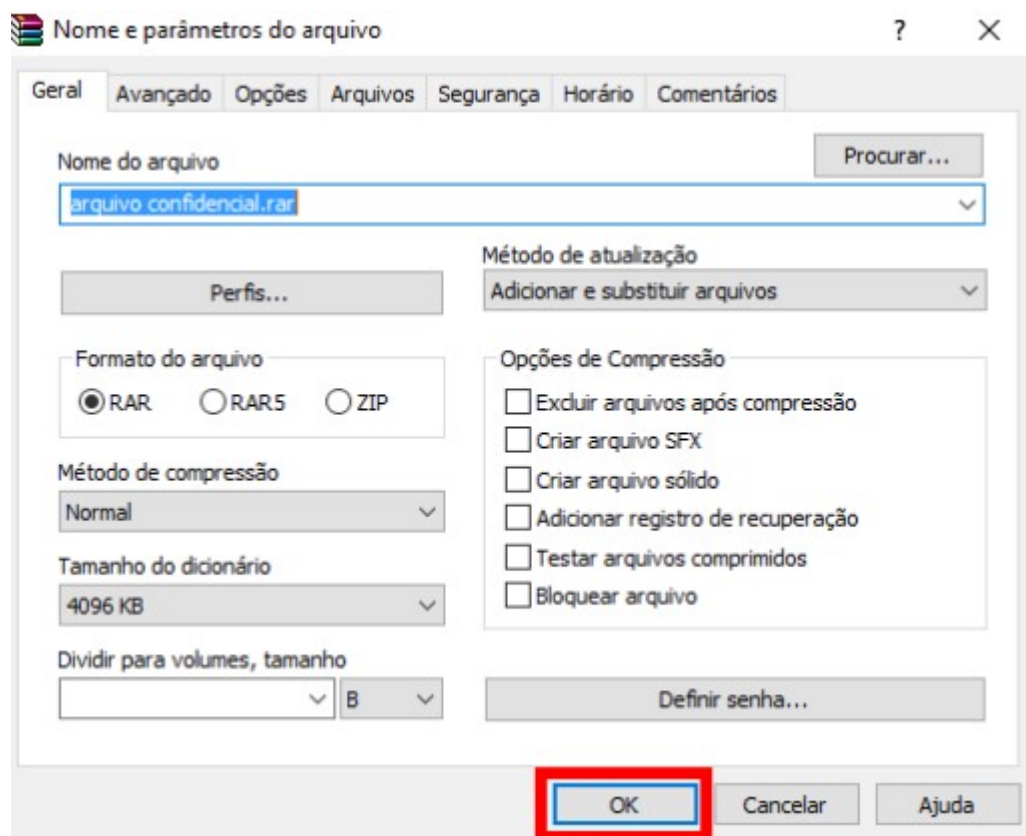 Nome e parâmetros do arquivo
?
Geral Avançado Opções Arquivos Segurança Horário Comentários
Nome do arquivo
Procurar...
arquivo confidencial.rar
Método de atualização
Perfis...
Adicionar e substituir arquivos
Formato do arquivo
RAR RAR5 ZIP
Opções de Compressão
Excluir arquivos após compressão
Criar arquivo SFX
Criar arquivo sólido
Adicionar registro de recuperação
Testar arquivos comprimidos
Bloquear arquivo
Método de compressão
Normal
Tamanho do dicionário
4096 KB
Dividir para volumes, tamanho
B
Definir senha...
OK Cancelar Ajuda